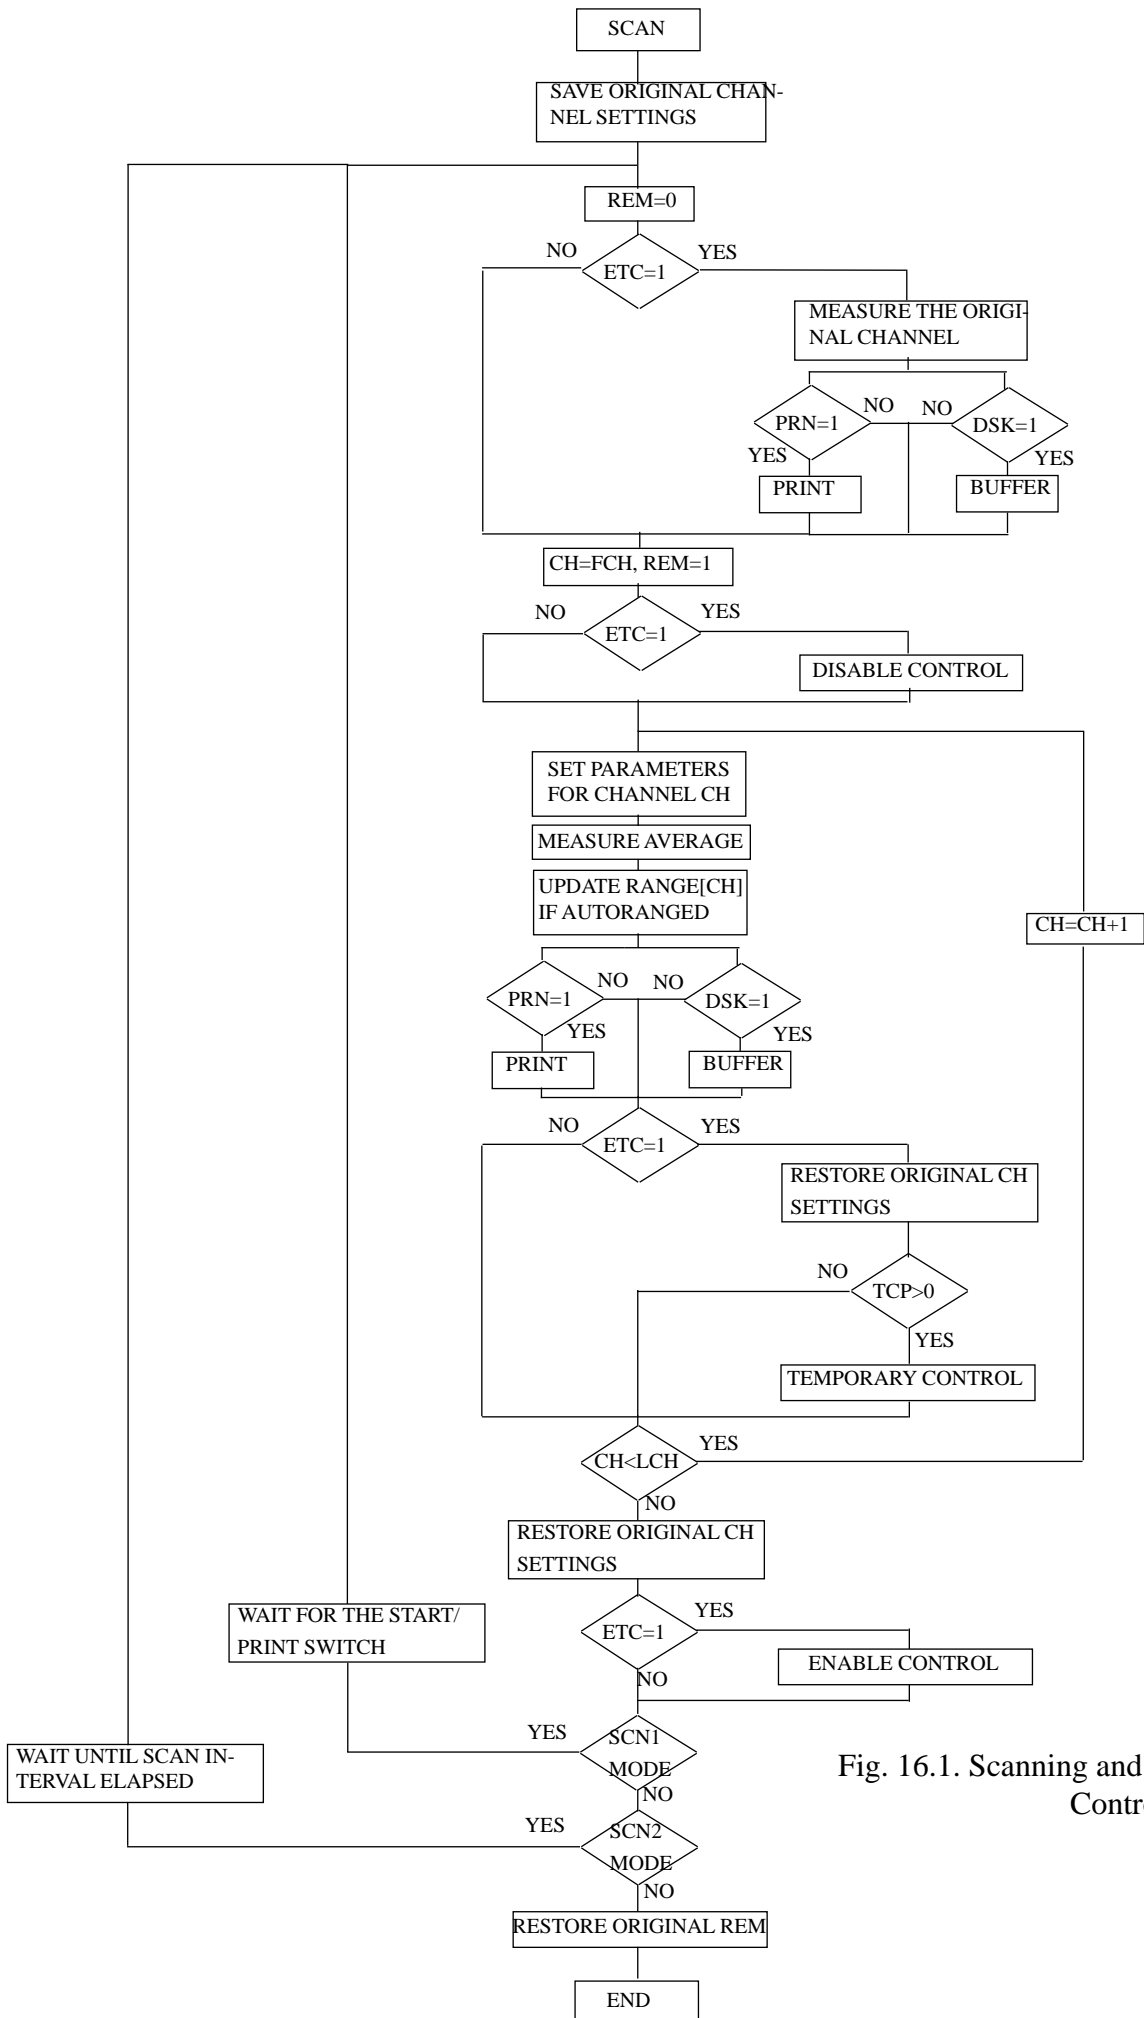 SCAN
SAVE ORIGINAL CHAN-
NEL SETTINGS
REM=0
NO
YES
ETC=1
MEASURE THE ORIGI-
NAL CHANNEL
NO
NO
PRN=1
DSK=1
YES
YES
PRINT
BUFFER
CH=FCH, REM=1
NO
YES
ETC=1
DISABLE CONTROL
SET PARAMETERS
FOR CHANNEL CH
MEASURE AVERAGE
UPDATE RANGE[CH]
IF AUTORANGED
CH=CH+1
NO
NO
PRN=1
DSK=1
YES
YES
PRINT
BUFFER
NO
YES
ETC=1
RESTORE ORIGINAL CH
SETTINGS
NO
TCP>0
YES
TEMPORARY CONTROL
YES
CH<LCH
NO
RESTORE ORIGINAL CH
SETTINGS
WAIT FOR THE START/
PRINT SWITCH
YES
ETC=1
ENABLE CONTROL
NO
YES
SCN1
MODE
WAIT UNTIL SCAN IN-
TERVAL ELAPSED
Fig. 16.1. Scanning and
Contr
NO
YES
SCN2
MODE
NO
RESTORE ORIGINAL REM
END